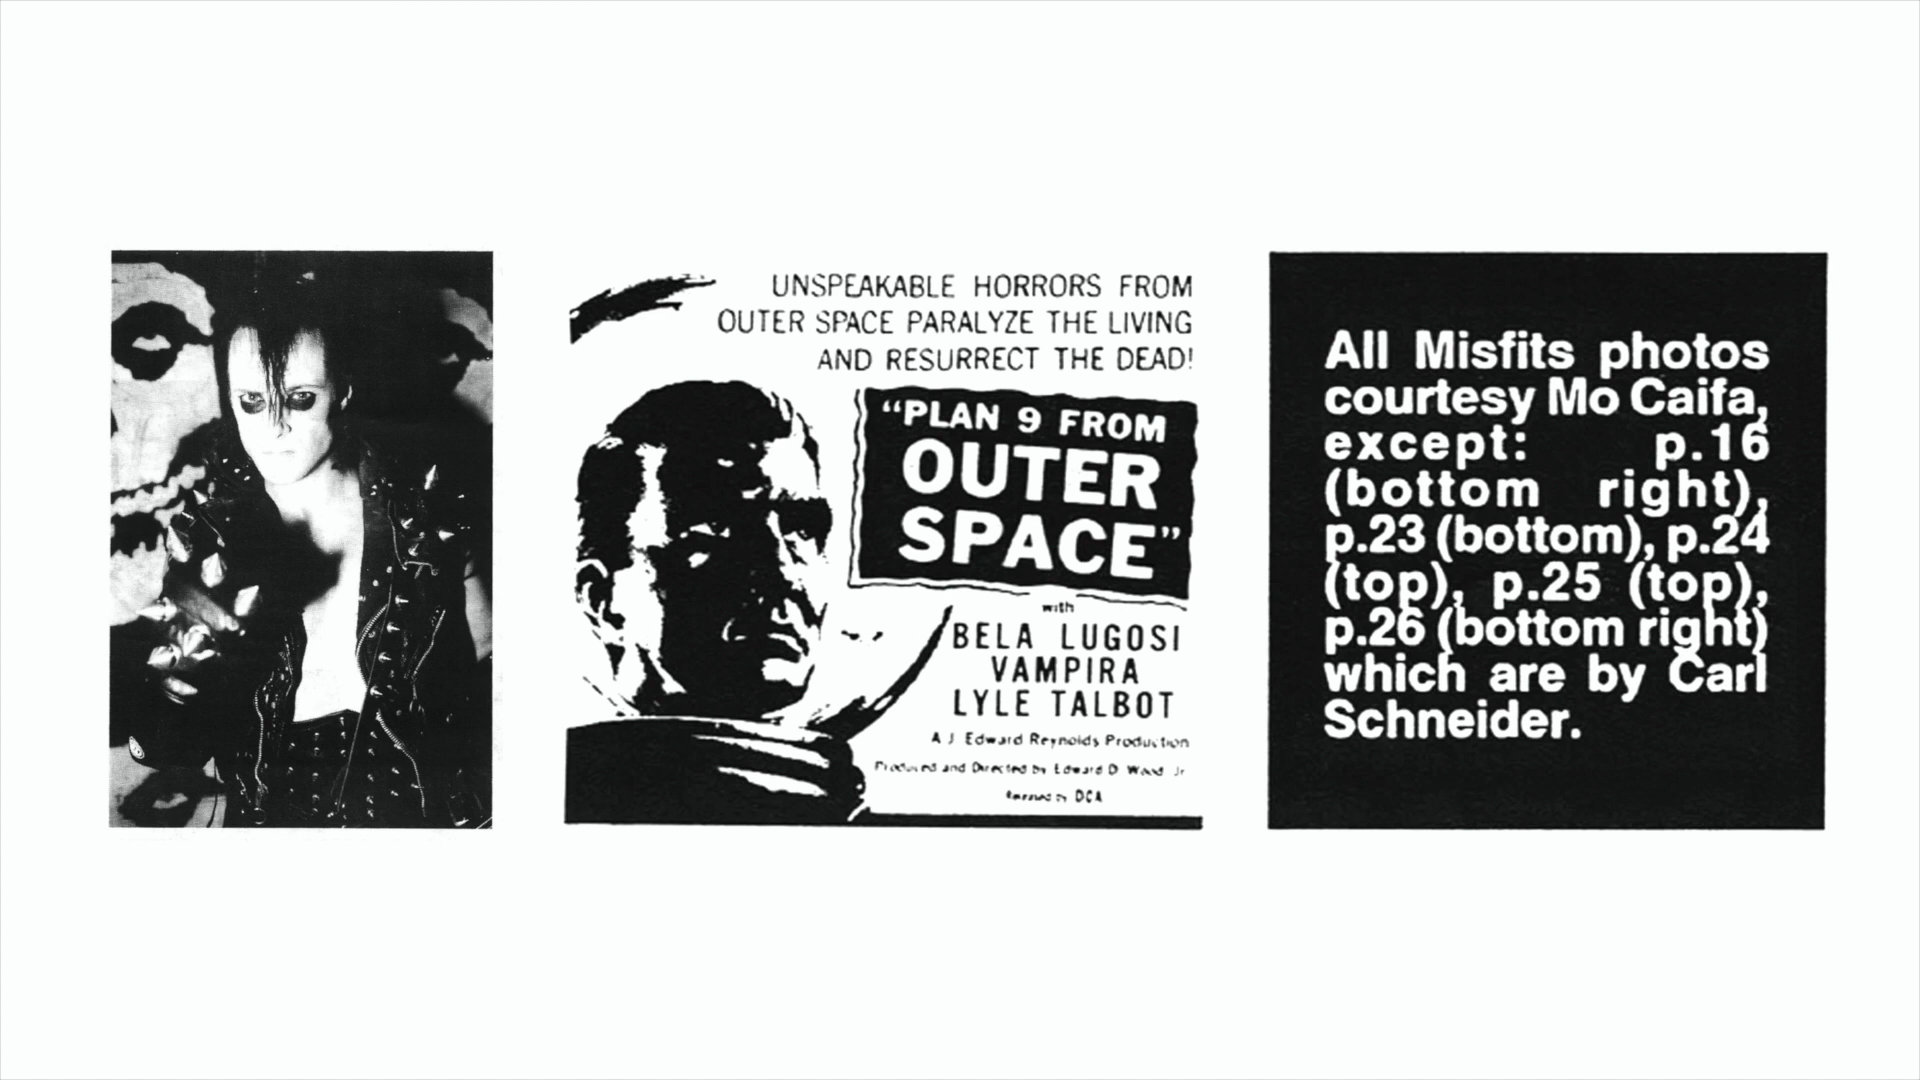 UNSPEAKABLE HORRORS FROM
OUTER SPACE PARALYZE THE LIVING
AND RESURRECT THE DEAD!
“PLAN 9 FROM
OUTER
SPACE”
with
BELA LUGOSI
VAMPIRA
LYLE TALBOT
A J. Edward Reynolds Production
Produced and Directed by Edward D. Wood Jr.
Released by DCA
All Misfits photos
courtesy Mo Caifa,
except: p.16
(bottom right),
p.23 (bottom), p.24
(top), p.25 (top),
p.26 (bottom right)
which are by Carl
Schneider.